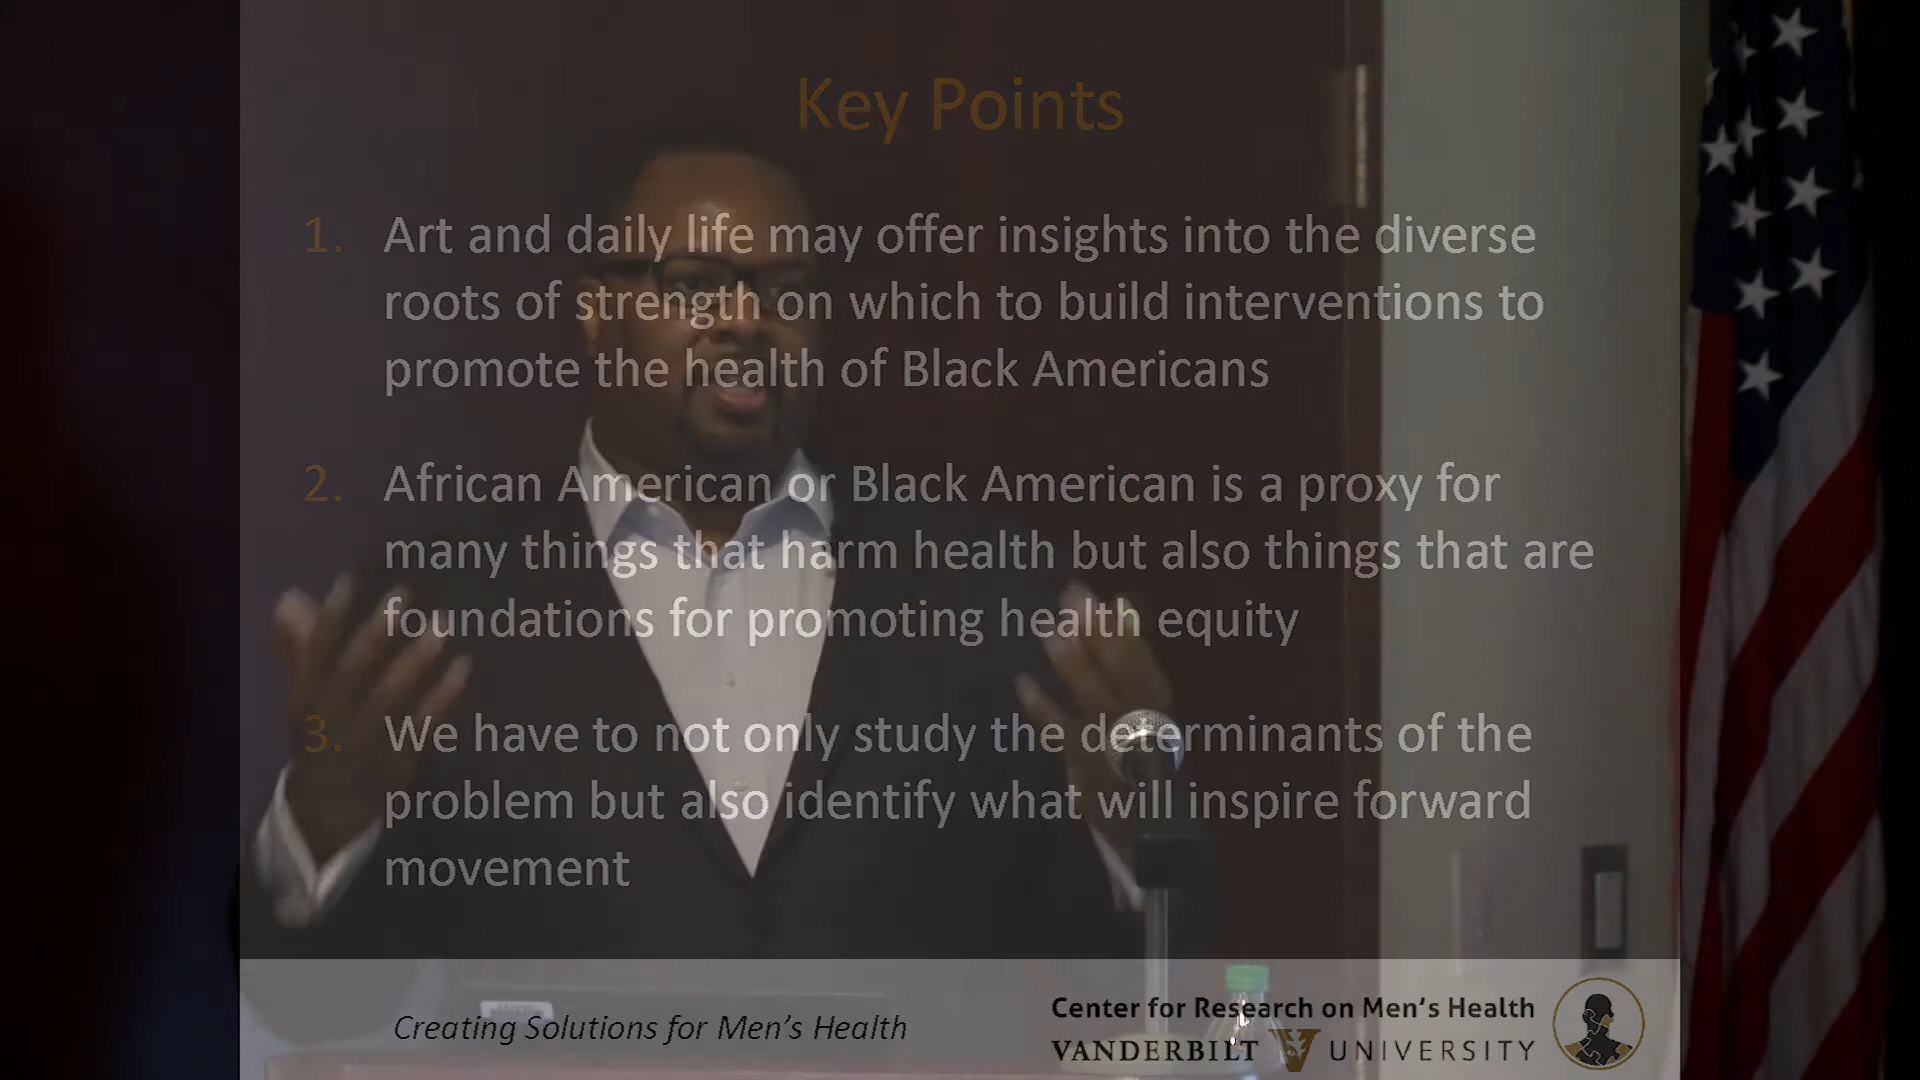 Key Points
1. Art and daily life may offer insights into the diverse
roots of strength on which to build interventions to
promote the health of Black Americans
2. African American or Black American is a proxy for
many things that harm health but also things that are
foundations for promoting health equity
3. We have to not only study the determinants of the
problem but also identify what will inspire forward
movement
Creating Solutions for Men's Health
Center for Research on Men's Health
VANDERBILT V UNIVERSITY